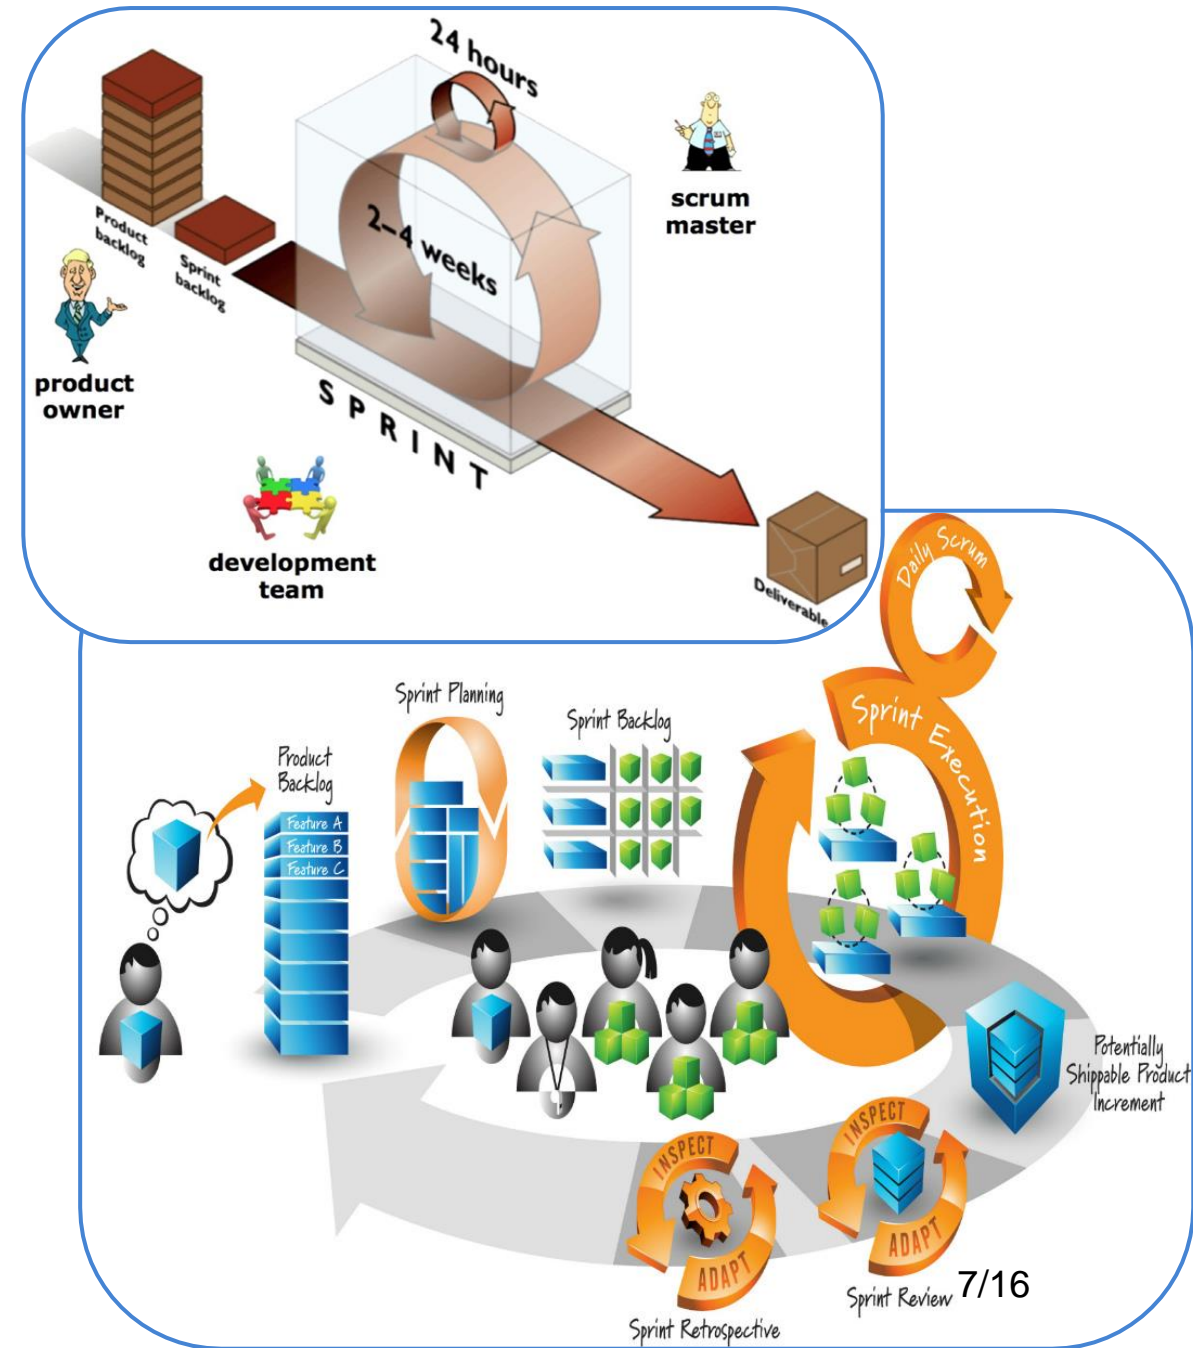 24 hours
scrum
master
2–4 weeks
Product
backlog
Sprint
backlog
product
owner
SPRINT
development
team
Deliverable
Daily Scrum
Sprint Planning
Sprint Backlog
Sprint Execution
Product
Backlog
Feature A
Feature B
Feature C
Potentially
Shippable Product
Increment
INSPECT
ADAPT
Sprint Review
INSPECT
ADAPT
Sprint Retrospective
7/16